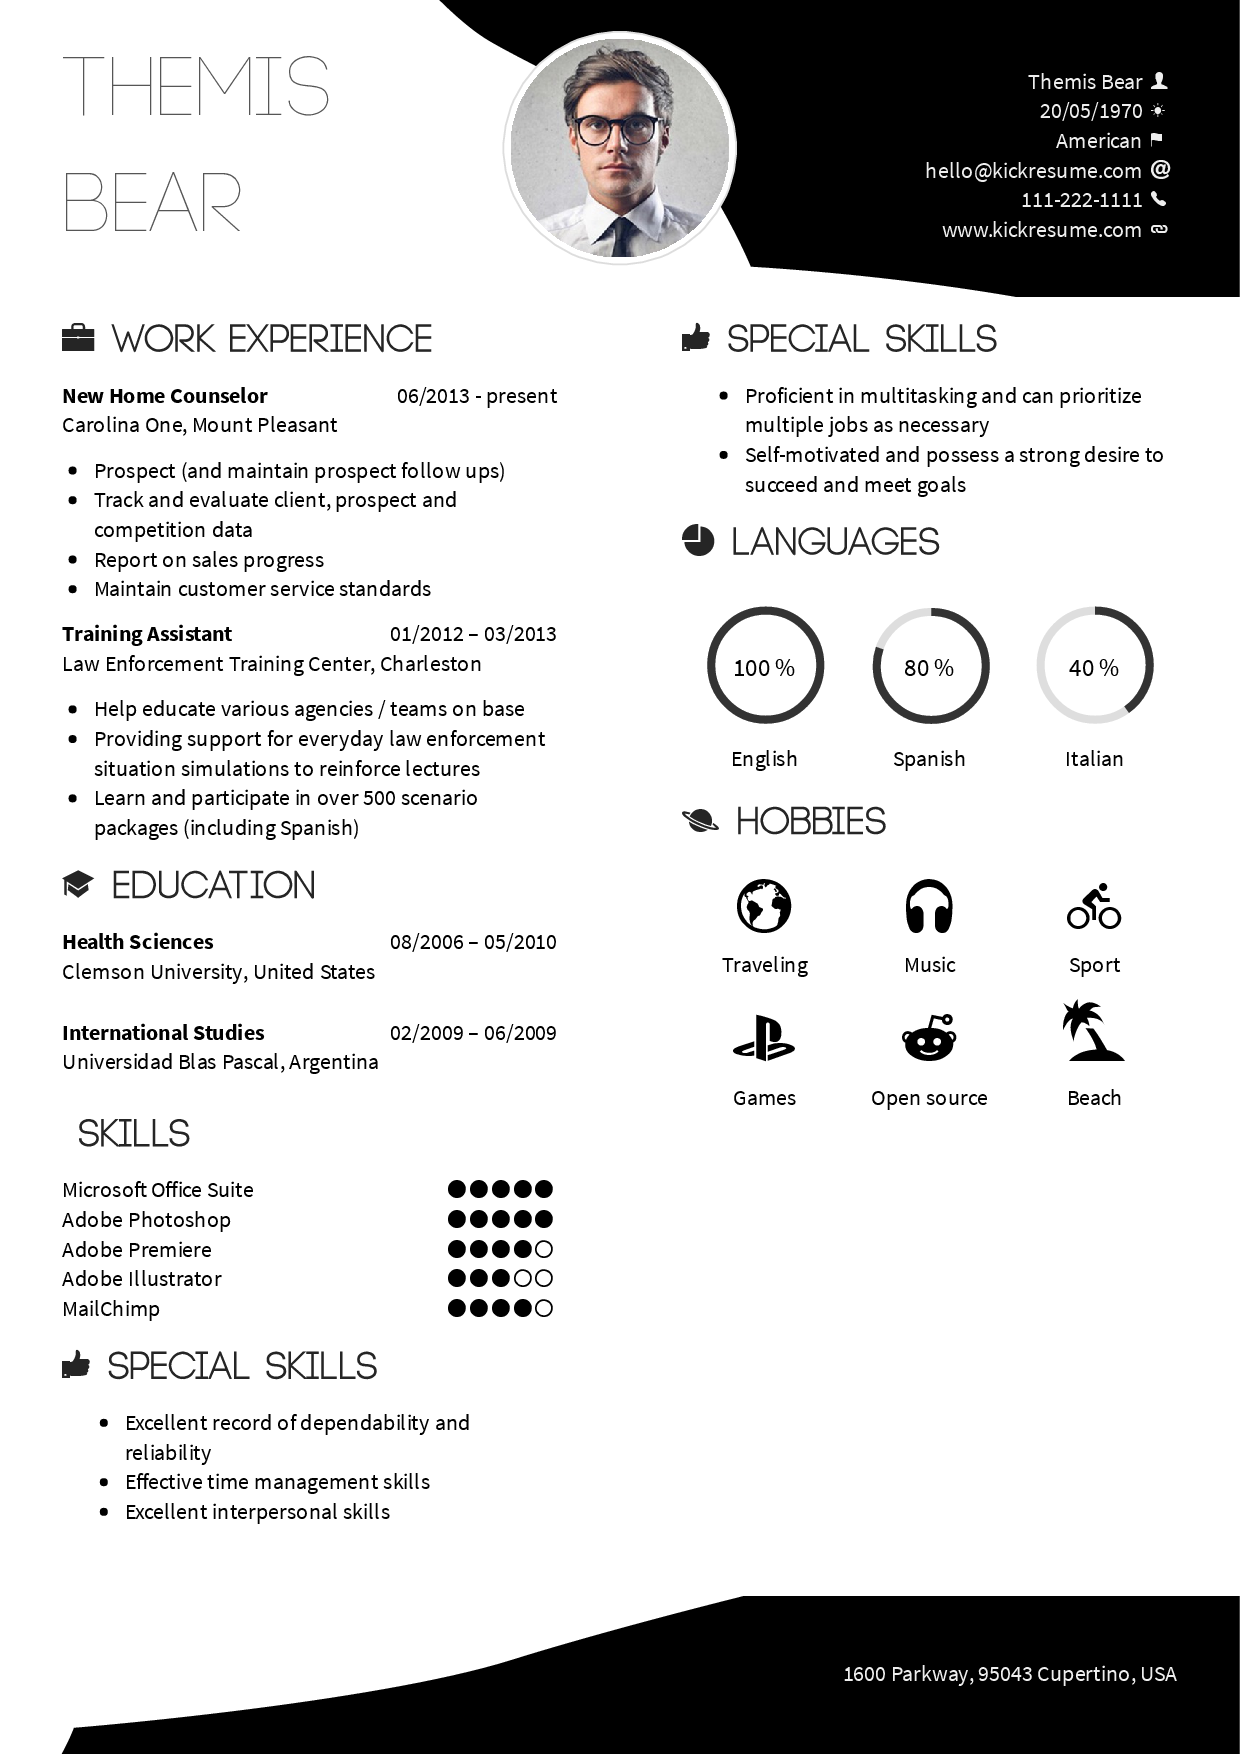 THEMIS
BEAR
Themis Bear
20/05/1970
American
hello@kickresume.com
111-222-1111
www.kickresume.com
WORK EXPERIENCE
New Home Counselor 06/2013 - present
Carolina One, Mount Pleasant
• Prospect (and maintain prospect follow ups)
• Track and evaluate client, prospect and
competition data
• Report on sales progress
• Maintain customer service standards
Training Assistant 01/2012 – 03/2013
Law Enforcement Training Center, Charleston
• Help educate various agencies / teams on base
• Providing support for everyday law enforcement
situation simulations to reinforce lectures
• Learn and participate in over 500 scenario
packages (including Spanish)
EDUCATION
Health Sciences 08/2006 – 05/2010
Clemson University, United States
International Studies 02/2009 – 06/2009
Universidad Blas Pascal, Argentina
SKILLS
Microsoft Office Suite
Adobe Photoshop
Adobe Premiere
Adobe Illustrator
MailChimp
SPECIAL SKILLS
• Excellent record of dependability and
reliability
• Effective time management skills
• Excellent interpersonal skills
SPECIAL SKILLS
• Proficient in multitasking and can prioritize
multiple jobs as necessary
• Self-motivated and possess a strong desire to
succeed and meet goals
LANGUAGES
100 % 80 % 40 %
English Spanish Italian
HOBBIES
Traveling Music Sport
Games Open source Beach
1600 Parkway, 95043 Cupertino, USA